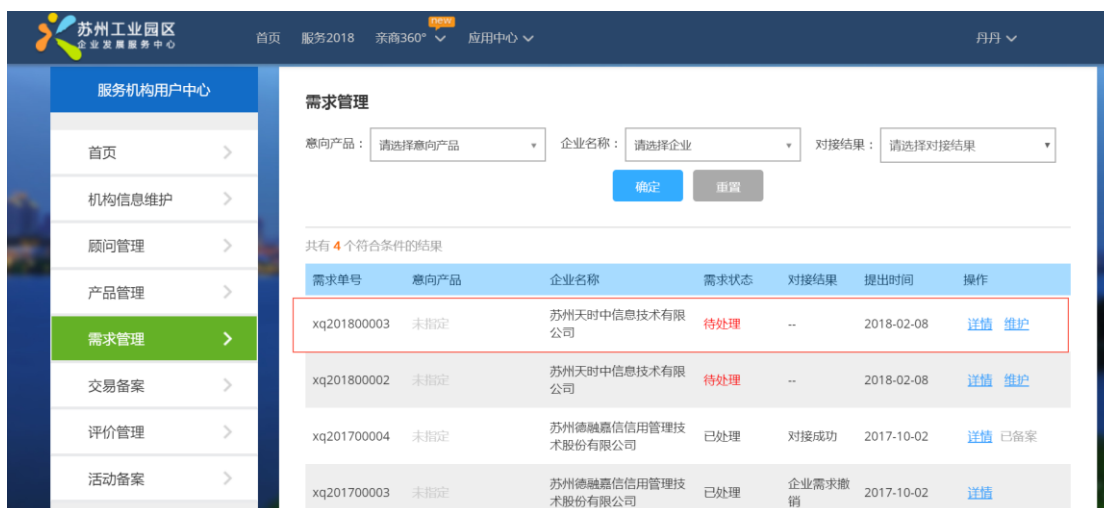 苏州工业园区
企业发展服务中心
首页 服务2018 亲商360° new 应用中心 丹丹
服务机构用户中心
首页
机构信息维护
顾问管理
产品管理
需求管理
交易备案
评价管理
活动备案
需求管理
意向产品： 请选择意向产品 企业名称： 请选择企业 对接结果： 请选择对接结果
确定 重置
共有 4 个符合条件的结果
需求单号 意向产品 企业名称 需求状态 对接结果 提出时间 操作
xq201800003 未指定 苏州天时中信息技术有限 待处理 -- 2018-02-08 详情 维护
公司
xq201800002 未指定 苏州天时中信息技术有限 待处理 -- 2018-02-08 详情 维护
公司
xq201700004 未指定 苏州德融嘉信信用管理技 已处理 对接成功 2017-10-02 详情 已备案
术股份有限公司
xq201700003 未指定 苏州德融嘉信信用管理技 已处理 企业需求撤 2017-10-02 详情
术股份有限公司 销